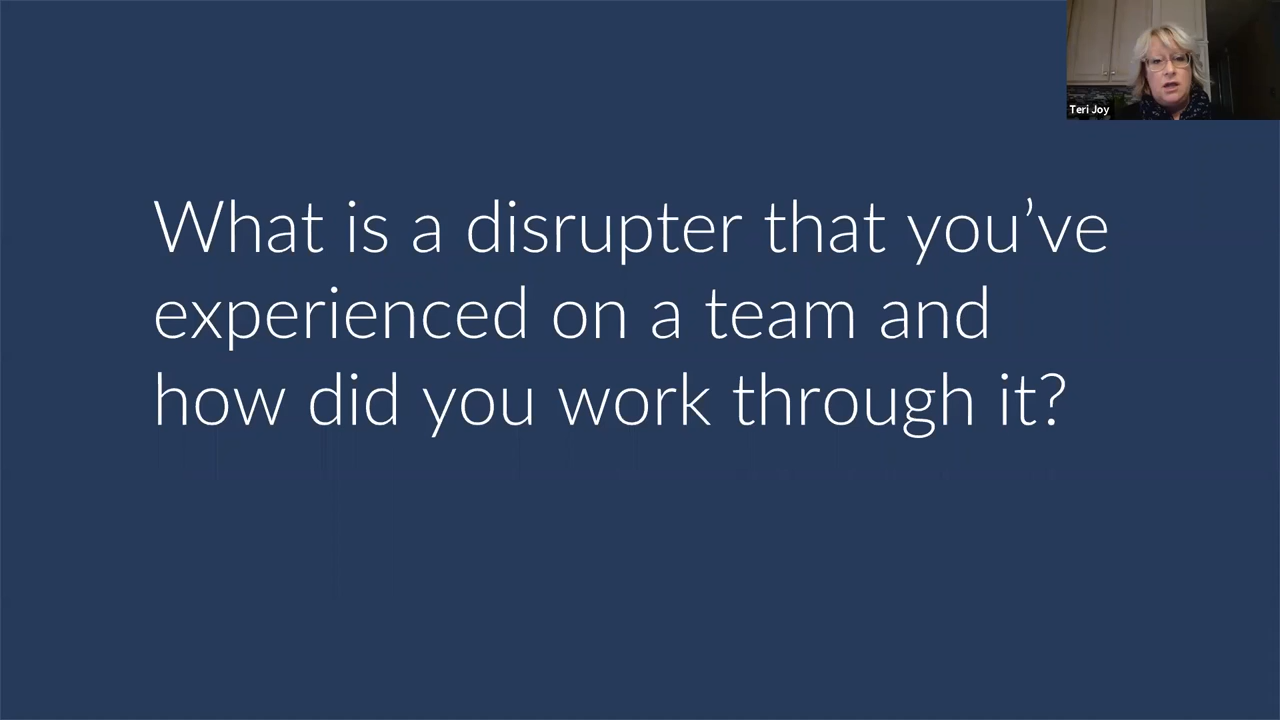 Teri Joy
What is a disrupter that you’ve
experienced on a team and
how did you work through it?